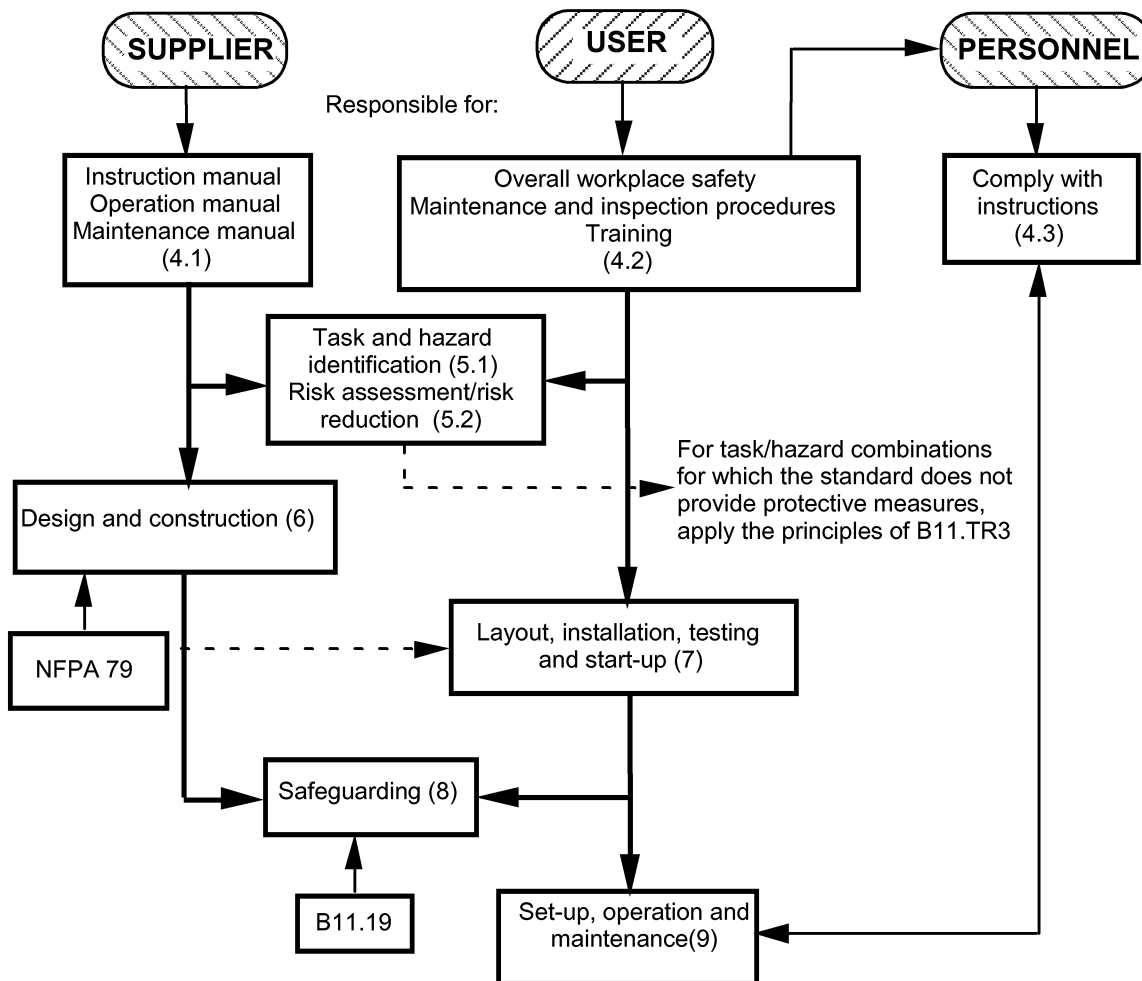 SUPPLIER
USER
PERSONNEL
Responsible for:
Instruction manual
Operation manual
Maintenance manual
(4.1)
Overall workplace safety
Maintenance and inspection procedures
Training
(4.2)
Comply with
instructions
(4.3)
Task and hazard
identification (5.1)
Risk assessment/risk
reduction (5.2)
For task/hazard combinations
for which the standard does not
provide protective measures,
apply the principles of B11.TR3
Design and construction (6)
NFPA 79
Layout, installation, testing
and start-up (7)
Safeguarding (8)
B11.19
Set-up, operation and
maintenance(9)